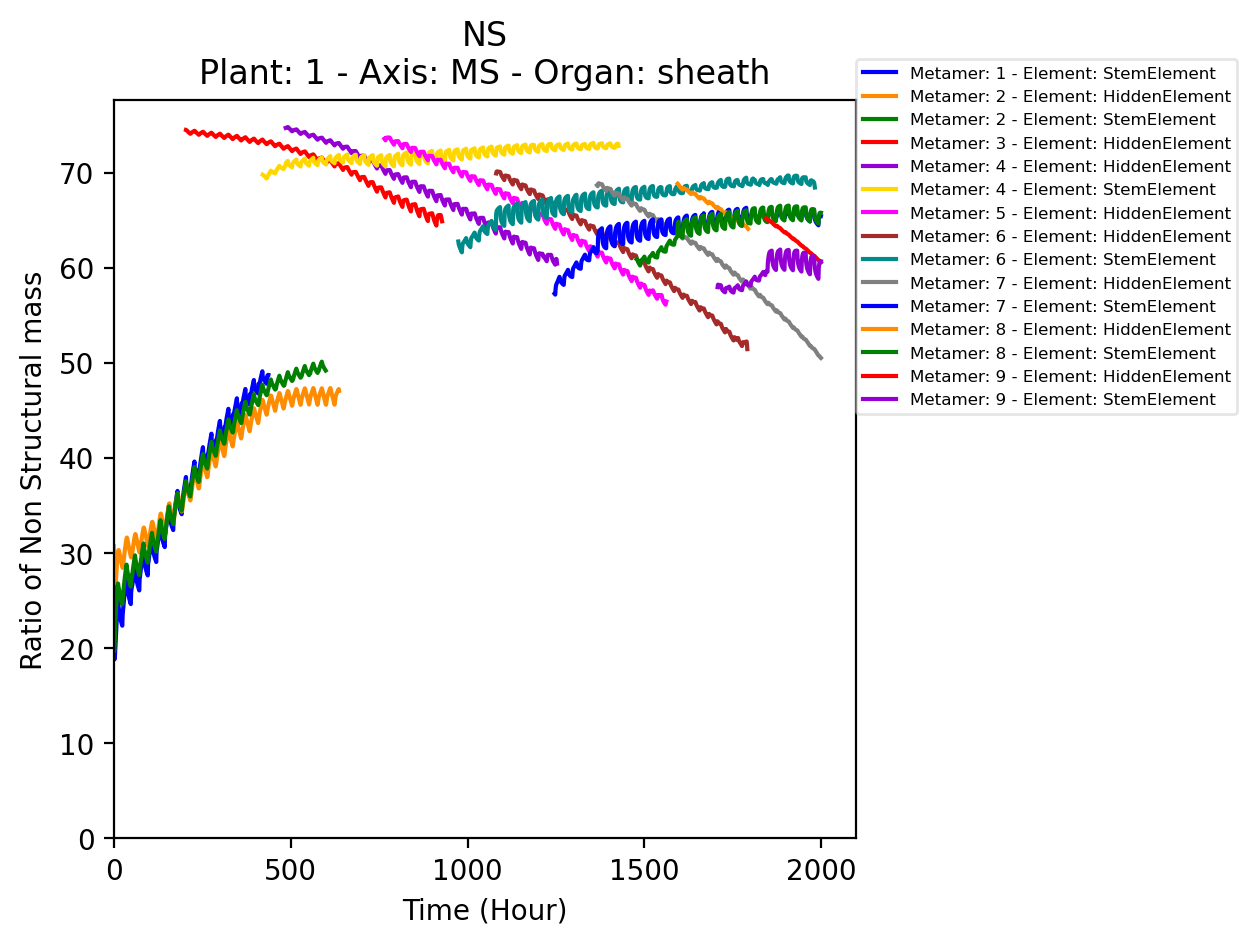 NS
Plant: 1 - Axis: MS - Organ: sheath
Metamer: 1 - Element: StemElement
Metamer: 2 - Element: HiddenElement
Metamer: 2 - Element: StemElement
Metamer: 3 - Element: HiddenElement
Metamer: 4 - Element: HiddenElement
Metamer: 4 - Element: StemElement
Metamer: 5 - Element: HiddenElement
Metamer: 6 - Element: HiddenElement
Metamer: 6 - Element: StemElement
Metamer: 7 - Element: HiddenElement
Metamer: 7 - Element: StemElement
Metamer: 8 - Element: HiddenElement
Metamer: 8 - Element: StemElement
Metamer: 9 - Element: HiddenElement
Metamer: 9 - Element: StemElement
Ratio of Non Structural mass
70
60
50
40
30
20
10
0
0 500 1000 1500 2000
Time (Hour)